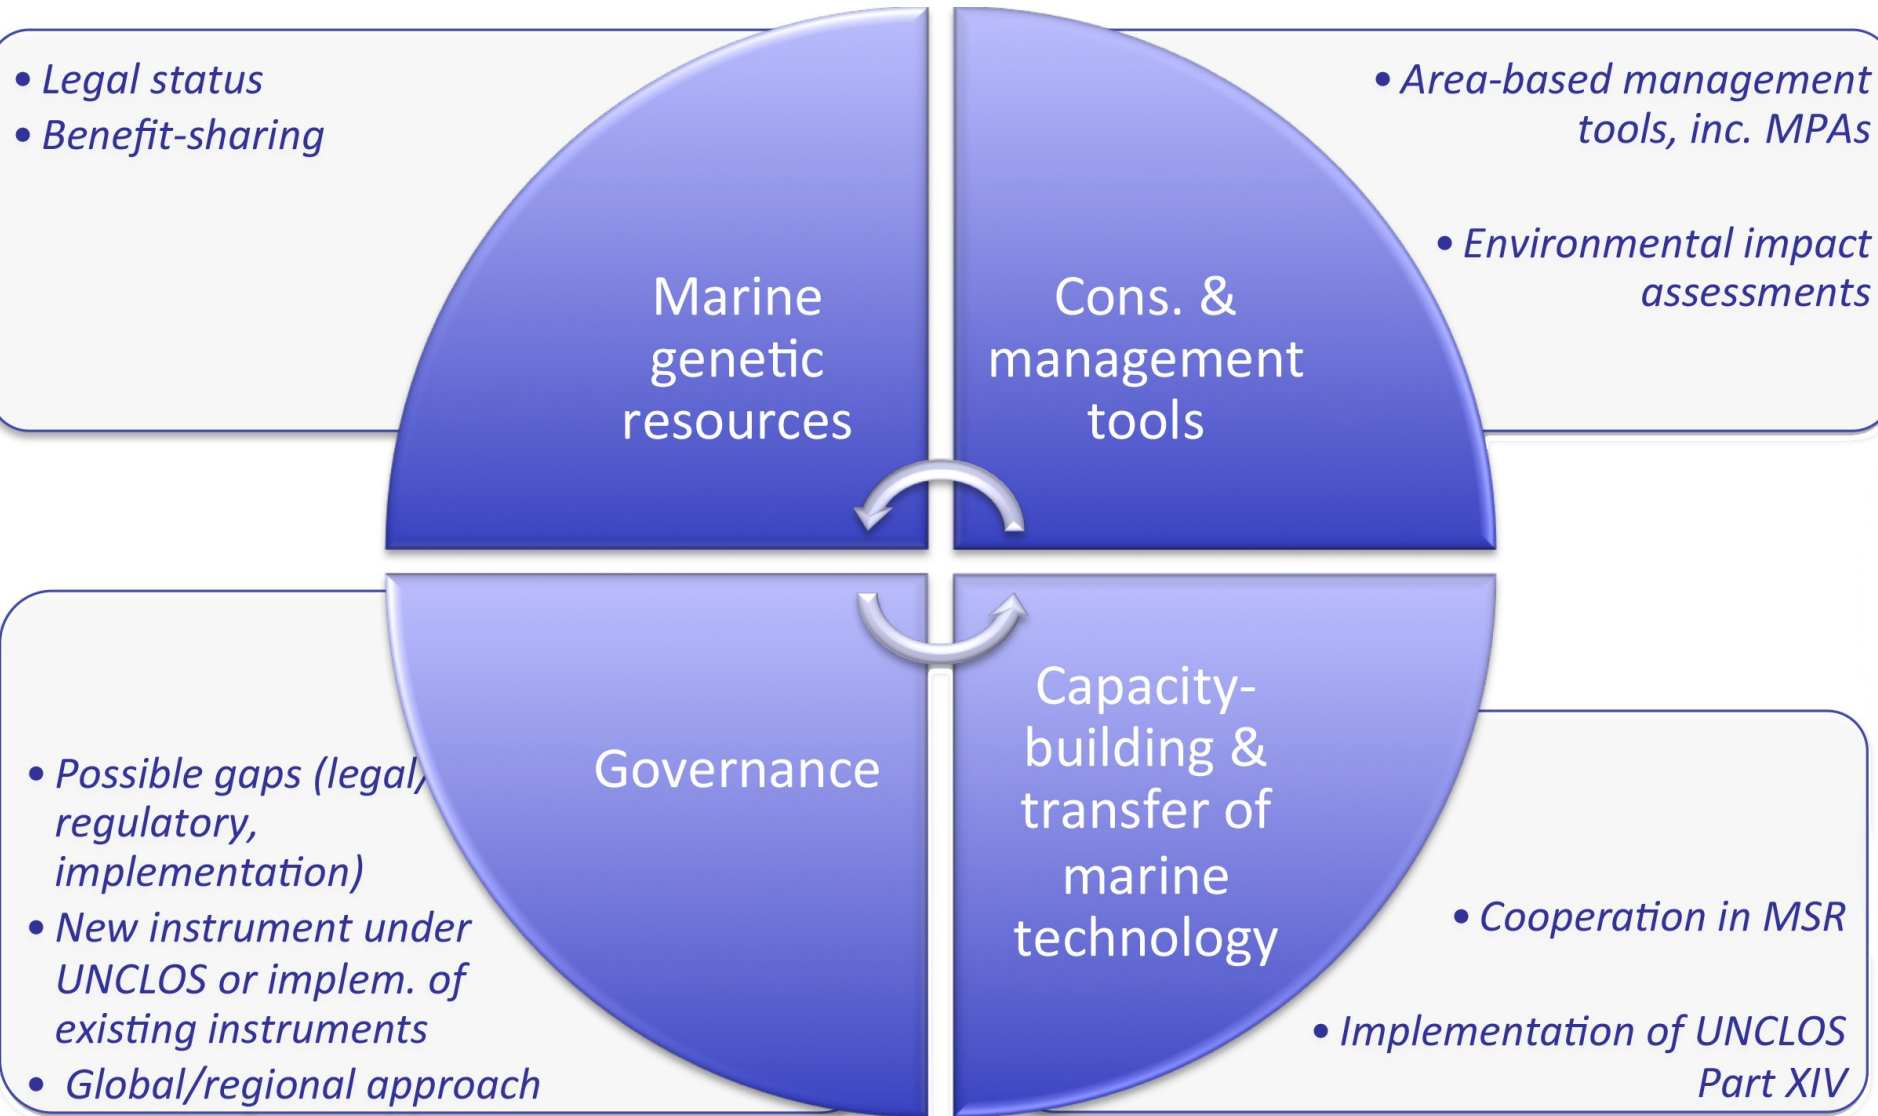 • Legal status
• Benefit-sharing
• Area-based management
tools, inc. MPAs
• Environmental impact
assessments
Marine
genetic
resources
Cons. &
management
tools
Governance
Capacity-
building &
transfer of
marine
technology
• Possible gaps (legal/
regulatory,
implementation)
• New instrument under
UNCLOS or implem. of
existing instruments
• Global/regional approach
• Cooperation in MSR
• Implementation of UNCLOS
Part XIV